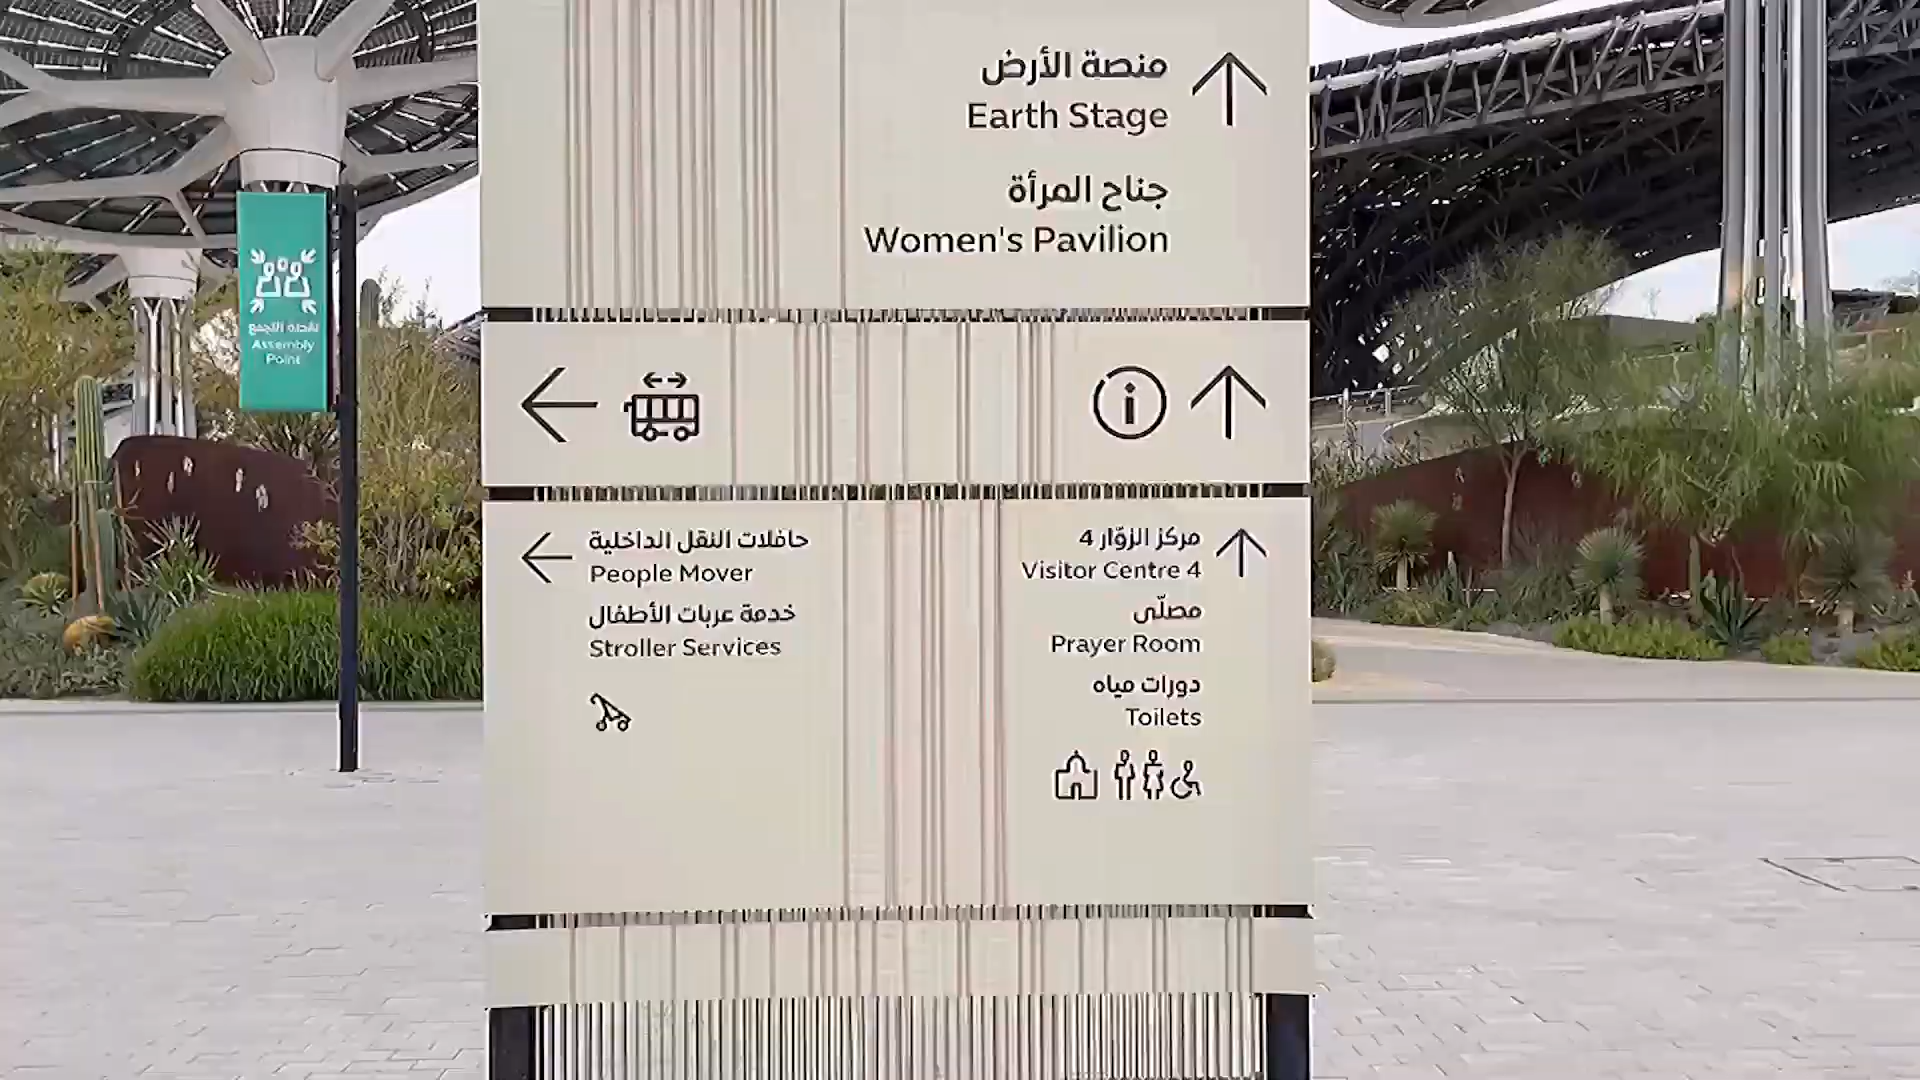 منصة الأرض
Earth Stage
جناح المرأة
Women's Pavilion
حافلات النقل الداخلية
People Mover
خدمة عربات الأطفال
Stroller Services
مركز الزوّار 4
Visitor Centre 4
مصلّى
Prayer Room
دورات مياه
Toilets
نقطة التجمع
Assembly
Point